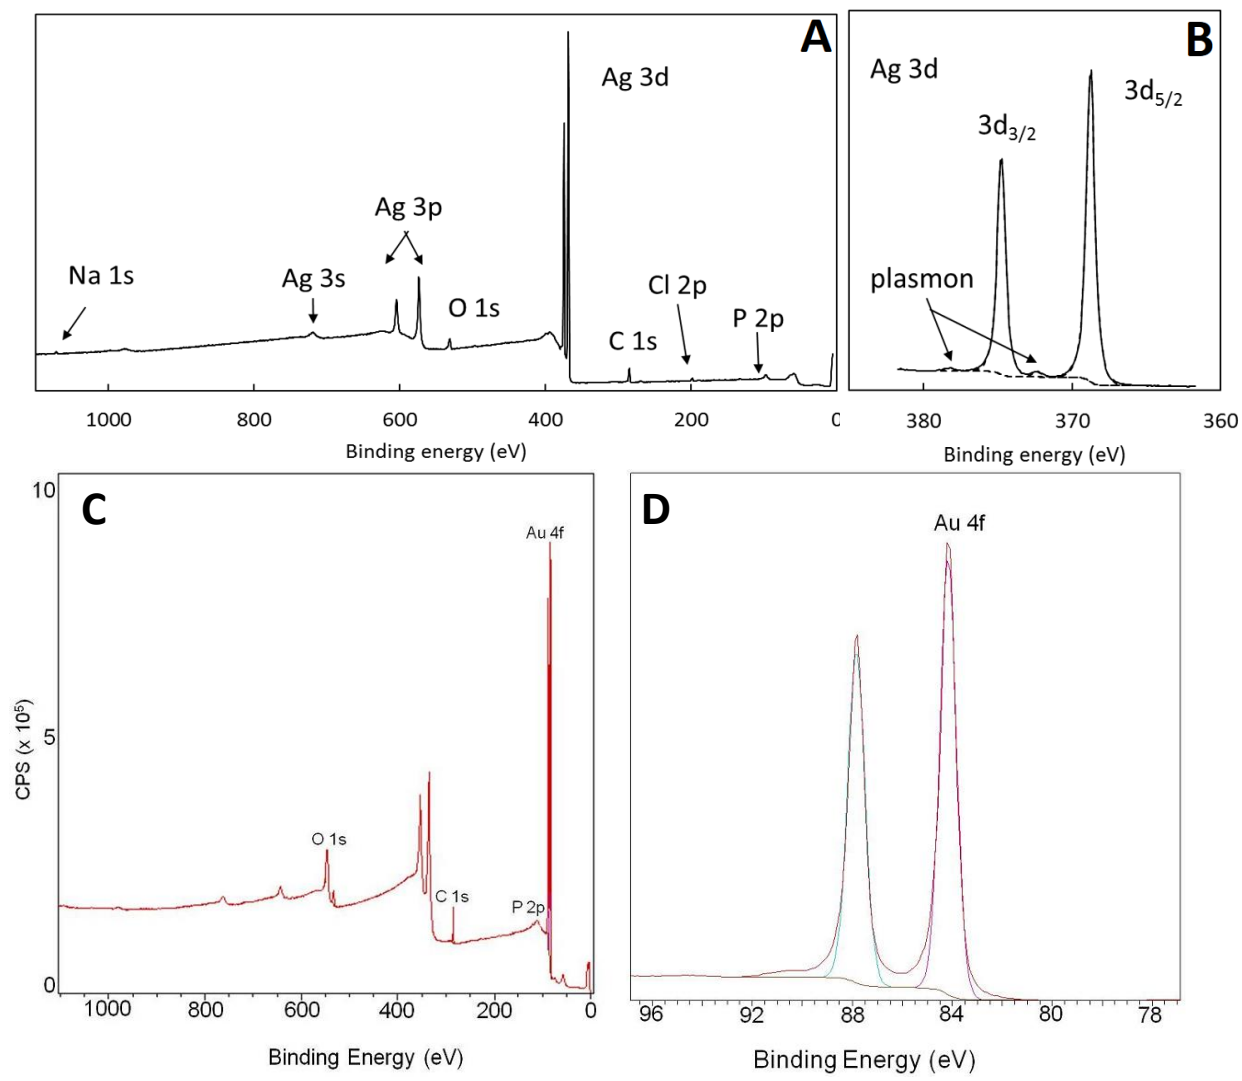 A
Ag 3d
Ag 3p
Na 1s
Ag 3s
O 1s
Cl 2p
C 1s
P 2p
1000 800 600 400 200 0
Binding energy (eV)
B
Ag 3d
3d5/2
3d3/2
plasmon
380 370 360
Binding energy (eV)
C
10
Au 4f
5
O 1s
C 1s
P 2p
0
CPS (x 10⁵)
1000 800 600 400 200 0
Binding Energy (eV)
D
Au 4f
96 92 88 84 80 78
Binding Energy (eV)